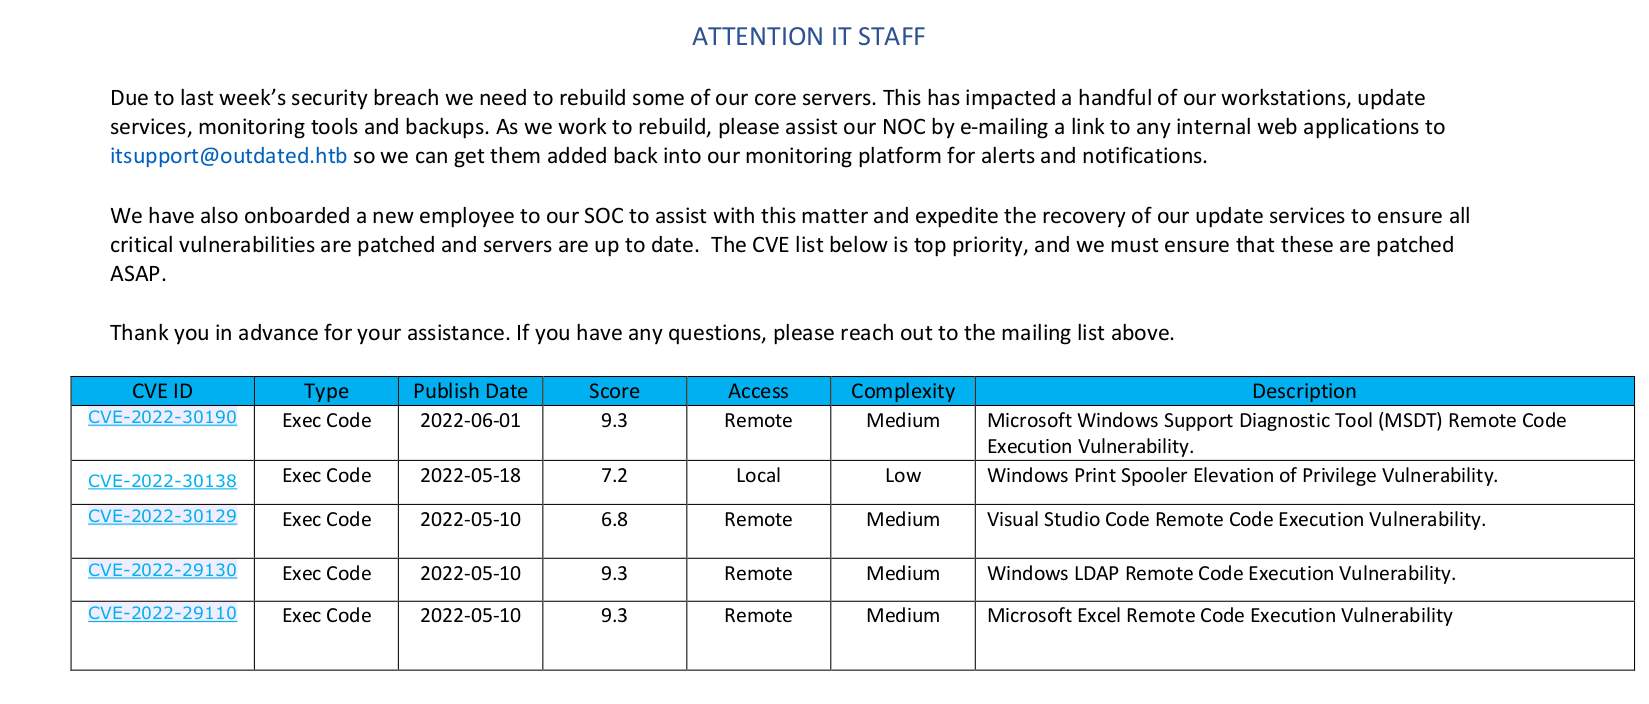 ATTENTION IT STAFF
Due to last week’s security breach we need to rebuild some of our core servers. This has impacted a handful of our workstations, update
services, monitoring tools and backups. As we work to rebuild, please assist our NOC by e-mailing a link to any internal web applications to
itsupport@outdated.htb so we can get them added back into our monitoring platform for alerts and notifications.
We have also onboarded a new employee to our SOC to assist with this matter and expedite the recovery of our update services to ensure all
critical vulnerabilities are patched and servers are up to date.  The CVE list below is top priority, and we must ensure that these are patched
ASAP.
Thank you in advance for your assistance. If you have any questions, please reach out to the mailing list above.
CVE ID Type Publish Date Score Access Complexity Description
CVE-2022-30190 Exec Code 2022-06-01 9.3 Remote Medium Microsoft Windows Support Diagnostic Tool (MSDT) Remote Code
Execution Vulnerability.
CVE-2022-30138 Exec Code 2022-05-18 7.2 Local Low Windows Print Spooler Elevation of Privilege Vulnerability.
CVE-2022-30129 Exec Code 2022-05-10 6.8 Remote Medium Visual Studio Code Remote Code Execution Vulnerability.
CVE-2022-29130 Exec Code 2022-05-10 9.3 Remote Medium Windows LDAP Remote Code Execution Vulnerability.
CVE-2022-29110 Exec Code 2022-05-10 9.3 Remote Medium Microsoft Excel Remote Code Execution Vulnerability